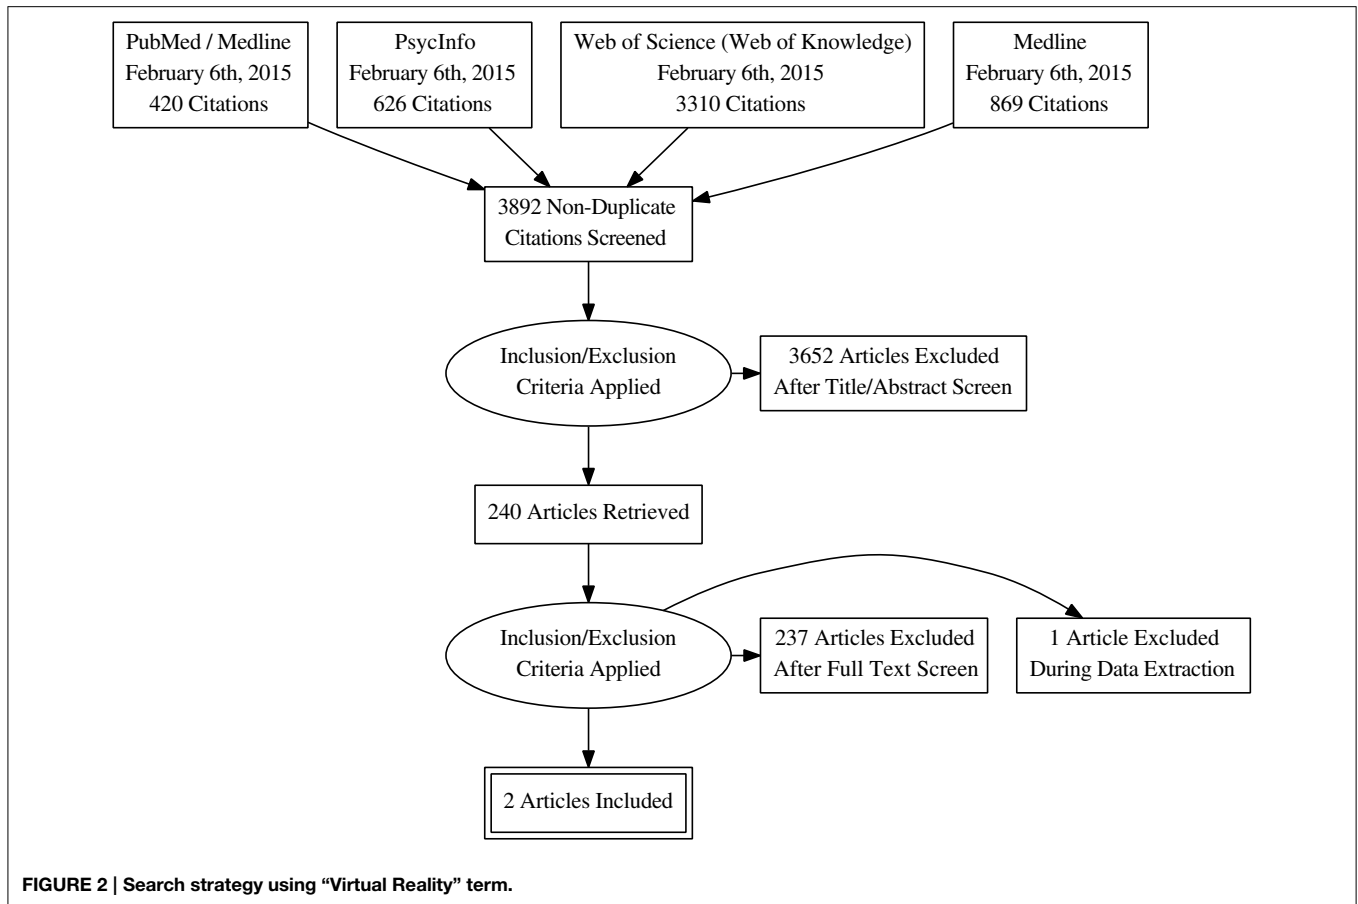 PubMed / Medline
February 6th, 2015
420 Citations
PsycInfo
February 6th, 2015
626 Citations
Web of Science (Web of Knowledge)
February 6th, 2015
3310 Citations
Medline
February 6th, 2015
869 Citations
3892 Non-Duplicate
Citations Screened
Inclusion/Exclusion
Criteria Applied
3652 Articles Excluded
After Title/Abstract Screen
240 Articles Retrieved
Inclusion/Exclusion
Criteria Applied
237 Articles Excluded
After Full Text Screen
1 Article Excluded
During Data Extraction
2 Articles Included
FIGURE 2 | Search strategy using “Virtual Reality” term.